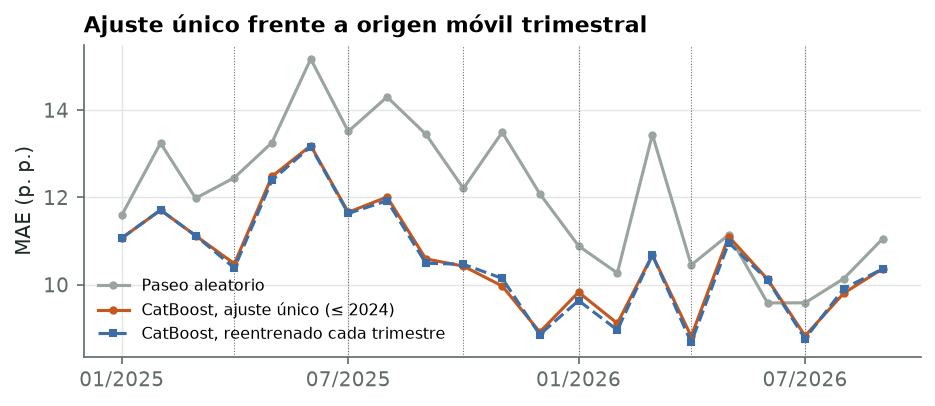 Ajuste único frente a origen móvil trimestral
MAE (p. p.)
14
12
10
Paseo aleatorio
CatBoost, ajuste único (≤ 2024)
CatBoost, reentrenado cada trimestre
01/2025
07/2025
01/2026
07/2026